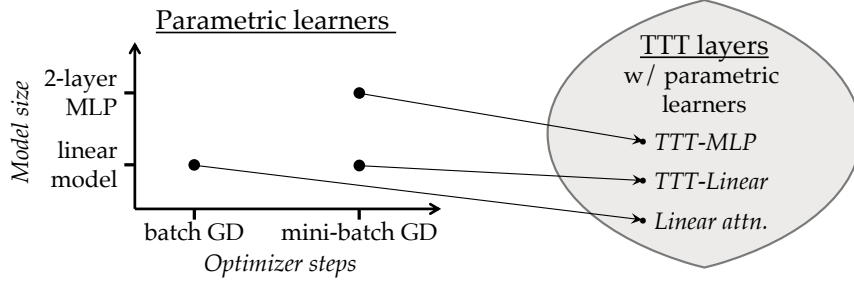 Parametric learners
Model size
2-layer
MLP
linear
model
batch GD
mini-batch GD
Optimizer steps
TTT layers
w/ parametric
learners
TTT-MLP
TTT-Linear
Linear attn.